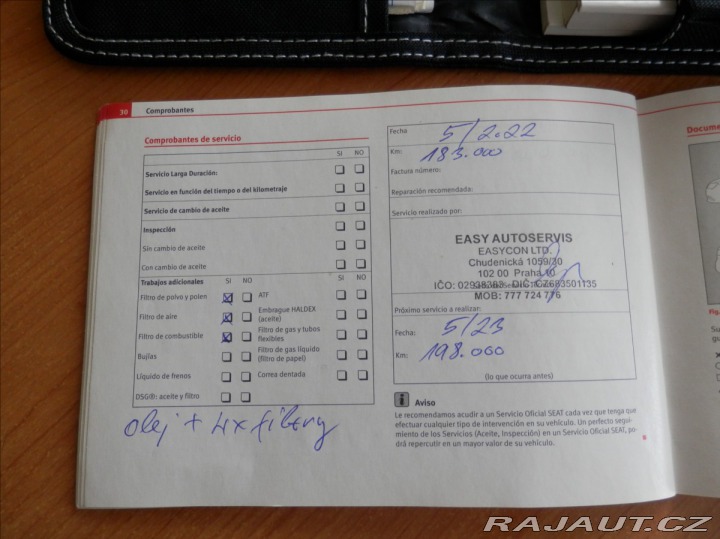 30 Comprobantes
Comprobantes de servicio
SI NO
Servicio Larga Duración:
Servicio en función del tiempo o del kilometraje
Servicio de cambio de aceite
Inspección
Sin cambio de aceite
Con cambio de aceite
Trabajos adicionales SI NO SI NO
Filtro de polvo y polen ATF
Filtro de aire Embrague HALDEX
(aceite)
Filtro de combustible Filtro de gas y tubos
flexibles
Bujías Filtro de gas líquido
(filtro de papel)
Líquido de frenos Correa dentada
DSG®: aceite y filtro
olej + 4x filtry
Fecha 5/2022
Km: 183.000
Factura número:
Reparación recomendada:
Servicio realizado por:
EASY AUTOSERVIS
EASYCON LTD.
Chudenická 1059/30
102 00 Praha 10
IČO: 02938383 DIČ: CZ683501135
MOB: 777 724 776
Próximo servicio a realizar:
Fecha: 5/23
Km: 198.000
(lo que ocurra antes)
i Aviso
Le recomendamos acudir a un Servicio Oficial SEAT cada vez que tenga que
efectuar cualquier tipo de intervención en su vehículo. Un perfecto segui-
miento de los Servicios (Aceite, Inspección) en un Servicio Oficial SEAT, po-
drá repercutir en un mayor valor de su vehículo.
Docume
Fig.
RAJAUT.CZ